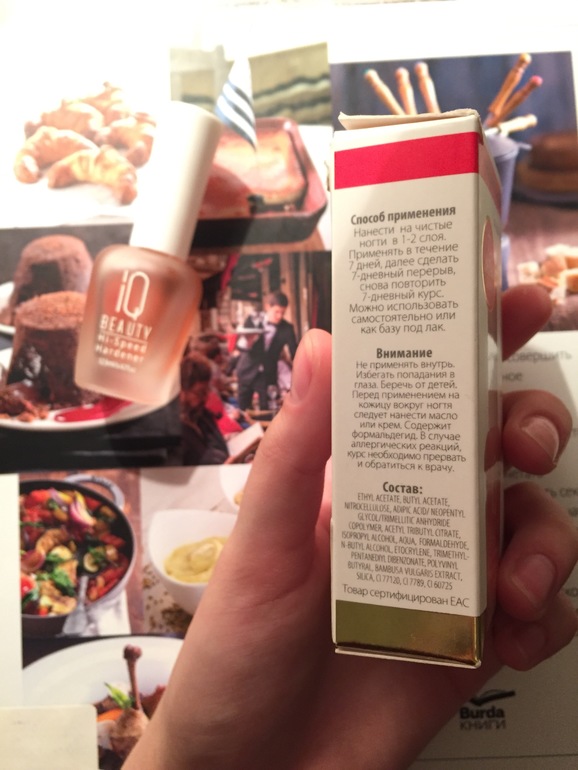 iQ
BEAUTY
Hi-Speed
Hardener
Способ применения
Нанести на чистые
ногти в 1-2 слоя.
Применять в течение
7 дней, далее сделать
7-дневный перерыв,
снова повторить
7-дневный курс.
Можно использовать
самостоятельно или
как базу под лак.
Внимание
Не применять внутрь.
Избегать попадания в
глаза. Беречь от детей.
Перед применением на
кожицу вокруг ногтя
следует нанести масло
или крем. Содержит
формальдегид. В случае
аллергических реакций,
курс необходимо прервать
и обратиться к врачу.
Состав:
ETHYL ACETATE, BUTYL ACETATE,
NITROCELLULOSE, ADIPIC ACID/ NEOPENTYL
GLYCOL/TRIMELLITIC ANHYDRIDE
COPOLYMER, ACETYL TRIBUTYL CITRATE,
ISOPROPYL ALCOHOL, AQUA, FORMALDEHYDE,
N-BUTYL ALCOHOL, ETOCRYLENE, TRIMETHYL-
PENTANEDIYL DIBENZOATE, POLYVINYL
BUTYRAL, BAMBUSA VULGARIS EXTRACT,
SILICA, CI 77120, CI 7789, CI 60725
Товар сертифицирован ЕАС
совершить
Burda
КНИГИ